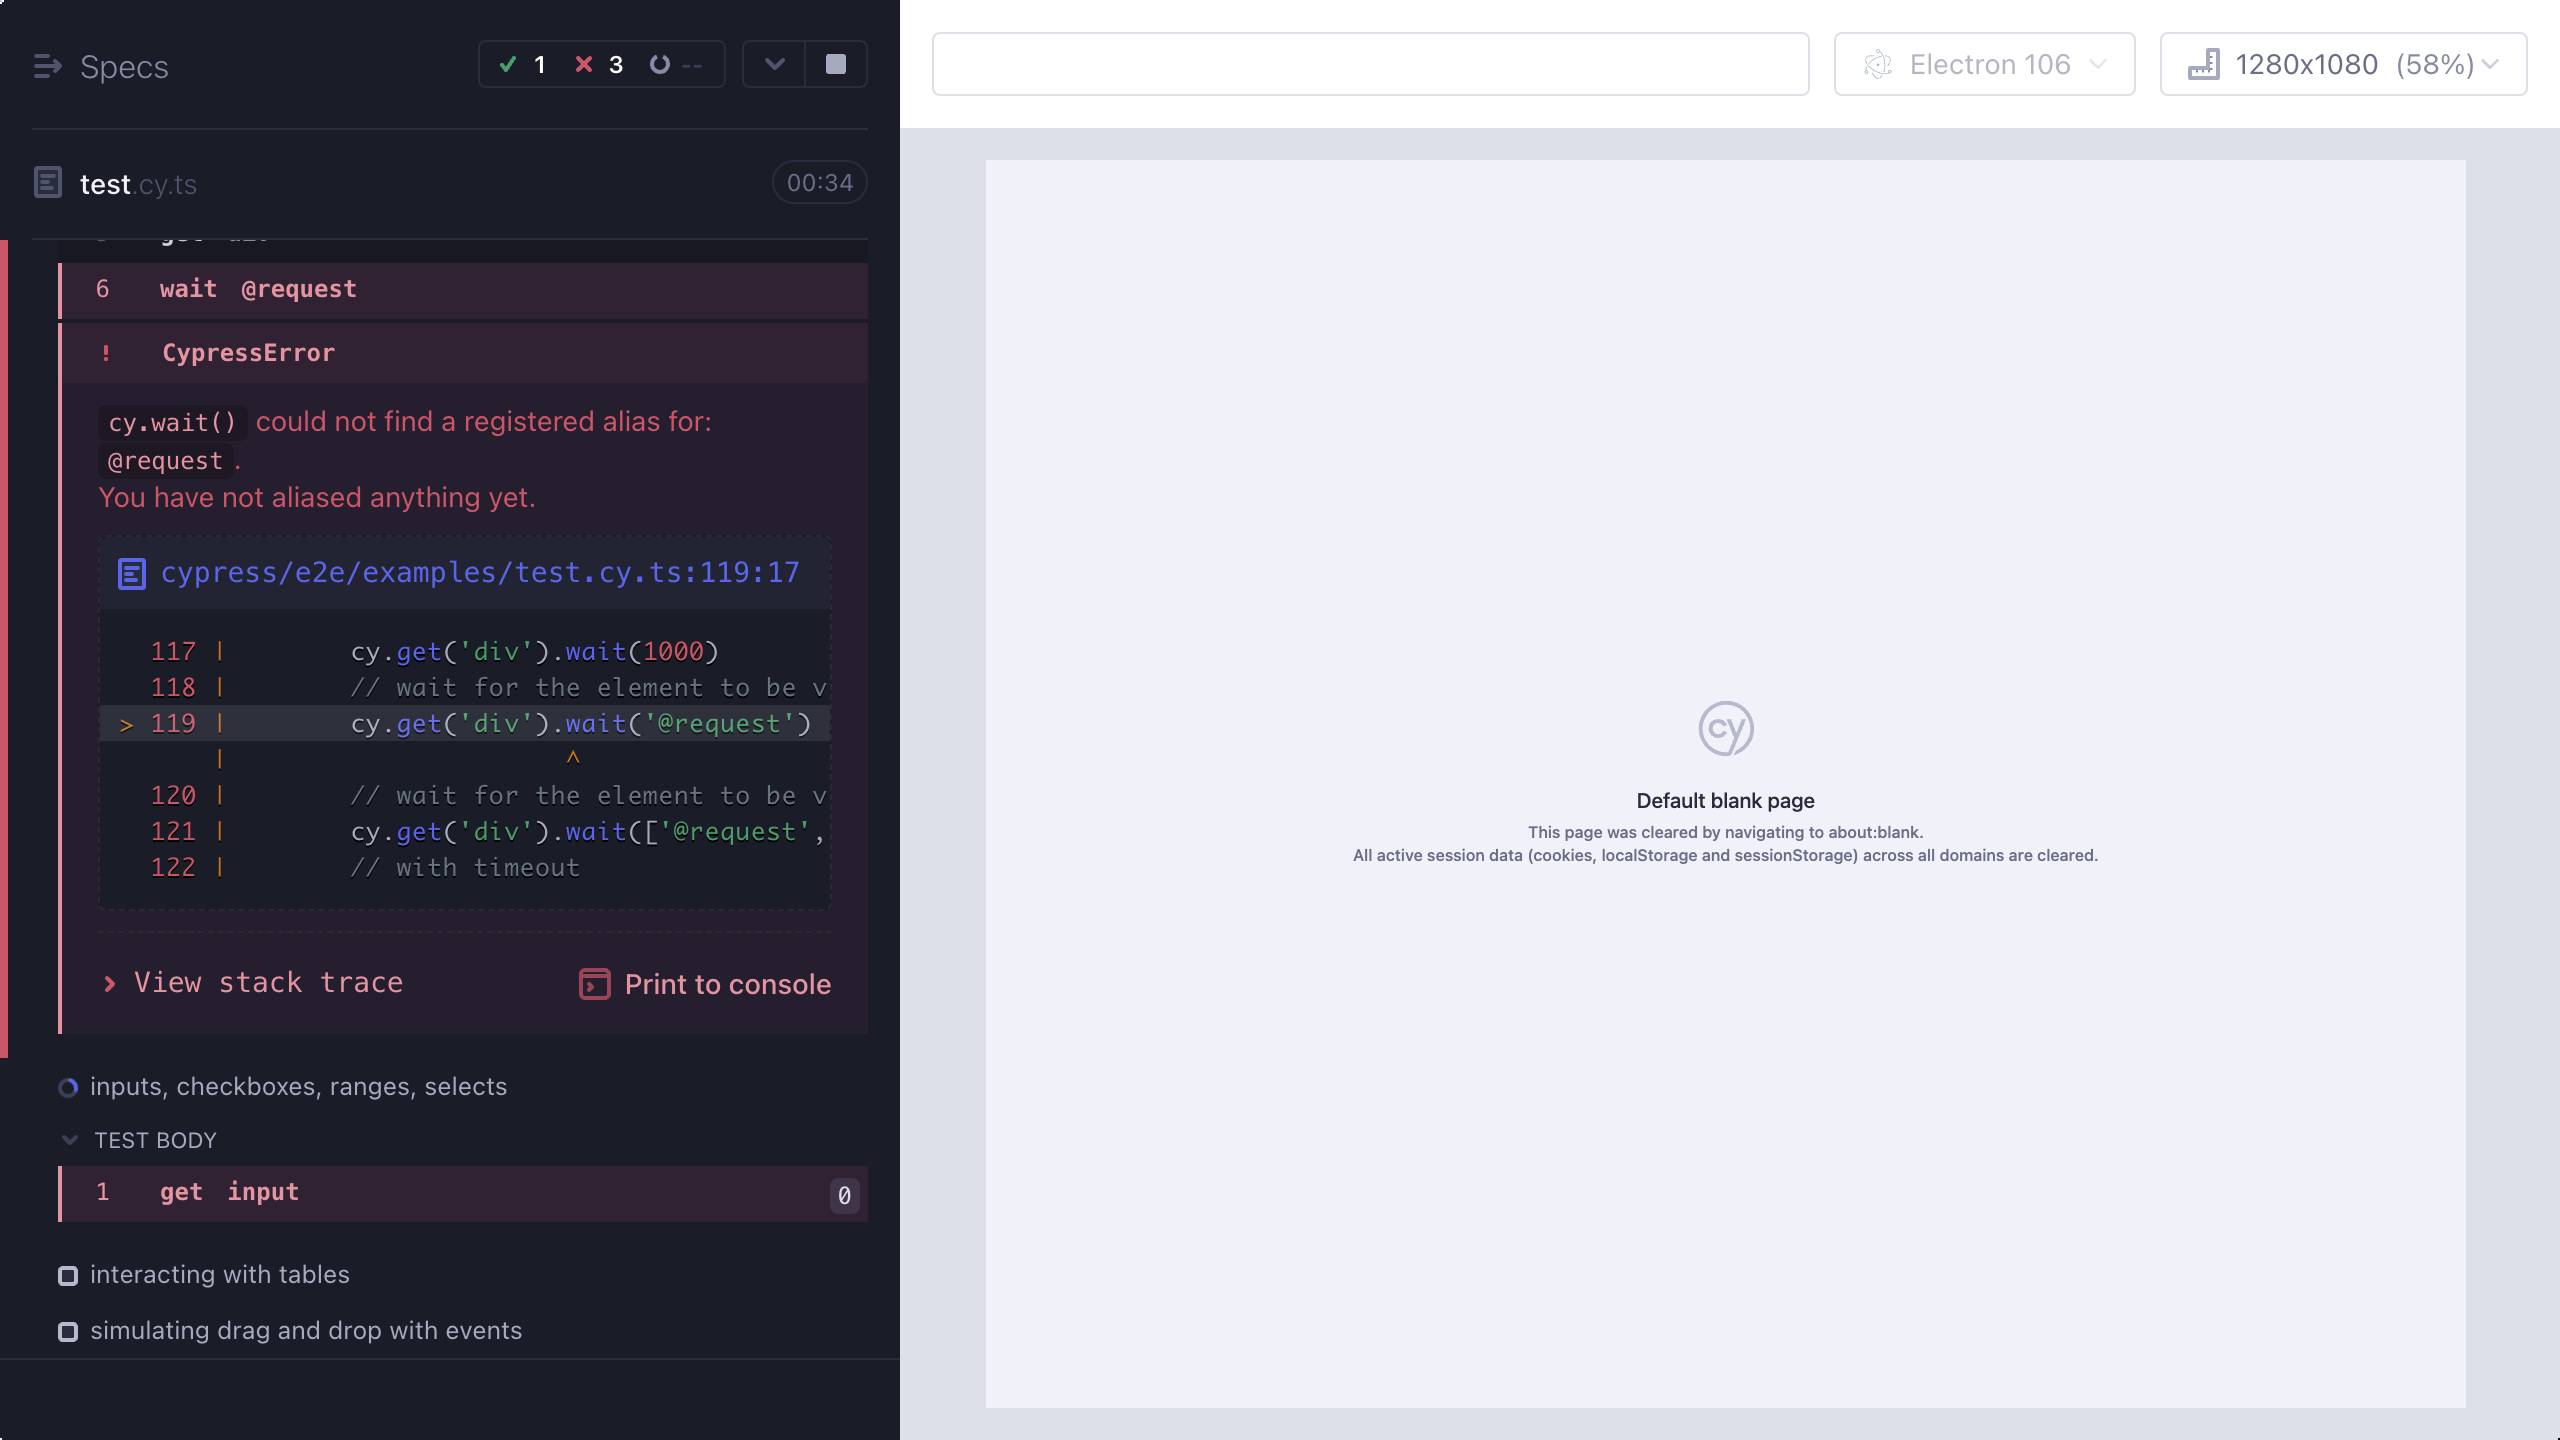 Specs
1 3 --
test.cy.ts
00:34
6 wait @request
! CypressError
cy.wait() could not find a registered alias for:
@request.
You have not aliased anything yet.
cypress/e2e/examples/test.cy.ts:119:17
117 | cy.get('div').wait(1000)
118 | // wait for the element to be v
> 119 | cy.get('div').wait('@request')
| ^
120 | // wait for the element to be v
121 | cy.get('div').wait(['@request',
122 | // with timeout
View stack trace
Print to console
inputs, checkboxes, ranges, selects
TEST BODY
1 get input 0
interacting with tables
simulating drag and drop with events
Electron 106
1280x1080 (58%)
cy
Default blank page
This page was cleared by navigating to about:blank.
All active session data (cookies, localStorage and sessionStorage) across all domains are cleared.